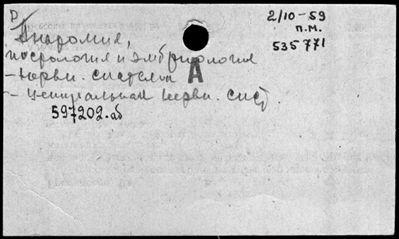 Р/
Анатомия,
гистология и эмбриология
- Нервн. система
- центральная нервн. сист.
597202.аб
А
2/10-59
п.м.
535771